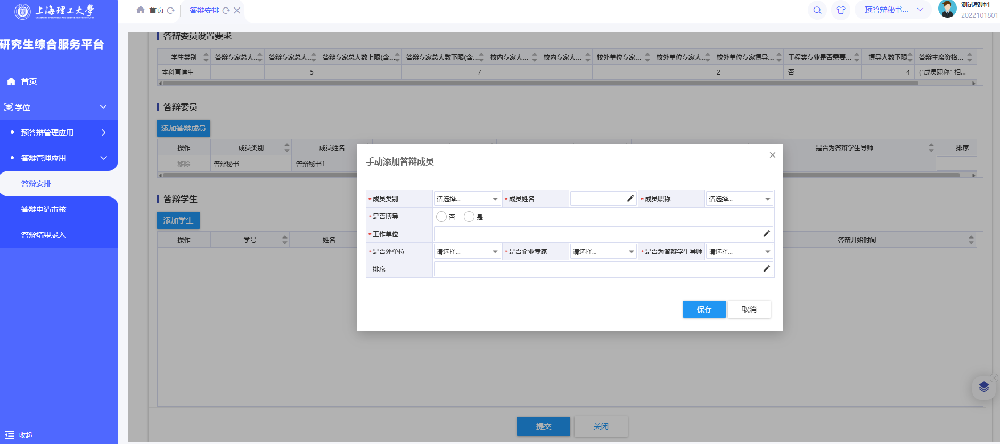 上海理工大学
UNIVERSITY OF SHANGHAI FOR SCIENCE AND TECHNOLOGY
研究生综合服务平台
首页
学位
预答辩管理应用
答辩管理应用
答辩安排
答辩申请审核
答辩结果录入
收起
首页 答辩安排
预答辩秘书... 测试教师1
2022101801
答辩委员设置要求
学生类别 答辩专家总人... 答辩专家总人... 答辩专家总人数上限(含... 答辩专家总人数下限(含... 校内专家人... 校内专家人... 校外单位专家... 校外单位专家人... 校外单位专家博导... 工程类专业是否需要... 博导人数下限 答辩主席资格...
本科直博生 5 7 2 否 4 ("成员职称" 相...
答辩委员
添加答辩成员
操作 成员类别 成员姓名 是否为答辩学生导师 排序
移除 答辩秘书 答辩秘书1
答辩学生
添加学生
操作 学号 姓名 答辩开始时间
手动添加答辩成员
*成员类别 请选择... *成员姓名 *成员职称 请选择...
*是否博导 否 是
*工作单位
*是否外单位 请选择... *是否企业专家 请选择... *是否为答辩学生导师 请选择...
排序
保存 取消
提交 关闭